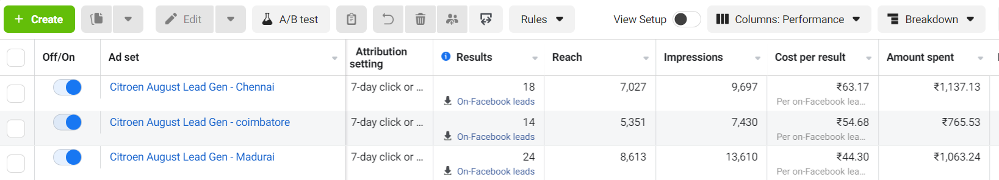 + Create
Edit
A/B test
Rules
View Setup
Columns: Performance
Breakdown
Off/On
Ad set
Attribution
setting
Results
Reach
Impressions
Cost per result
Amount spent
Citroen August Lead Gen - Chennai
7-day click or ...
18
On-Facebook leads
7,027
9,697
₹63.17
Per on-Facebook lea...
₹1,137.13
Citroen August Lead Gen - coimbatore
7-day click or ...
14
On-Facebook leads
5,351
7,430
₹54.68
Per on-Facebook lea...
₹765.53
Citroen August Lead Gen - Madurai
7-day click or ...
24
On-Facebook leads
8,613
13,610
₹44.30
Per on-Facebook lea...
₹1,063.24